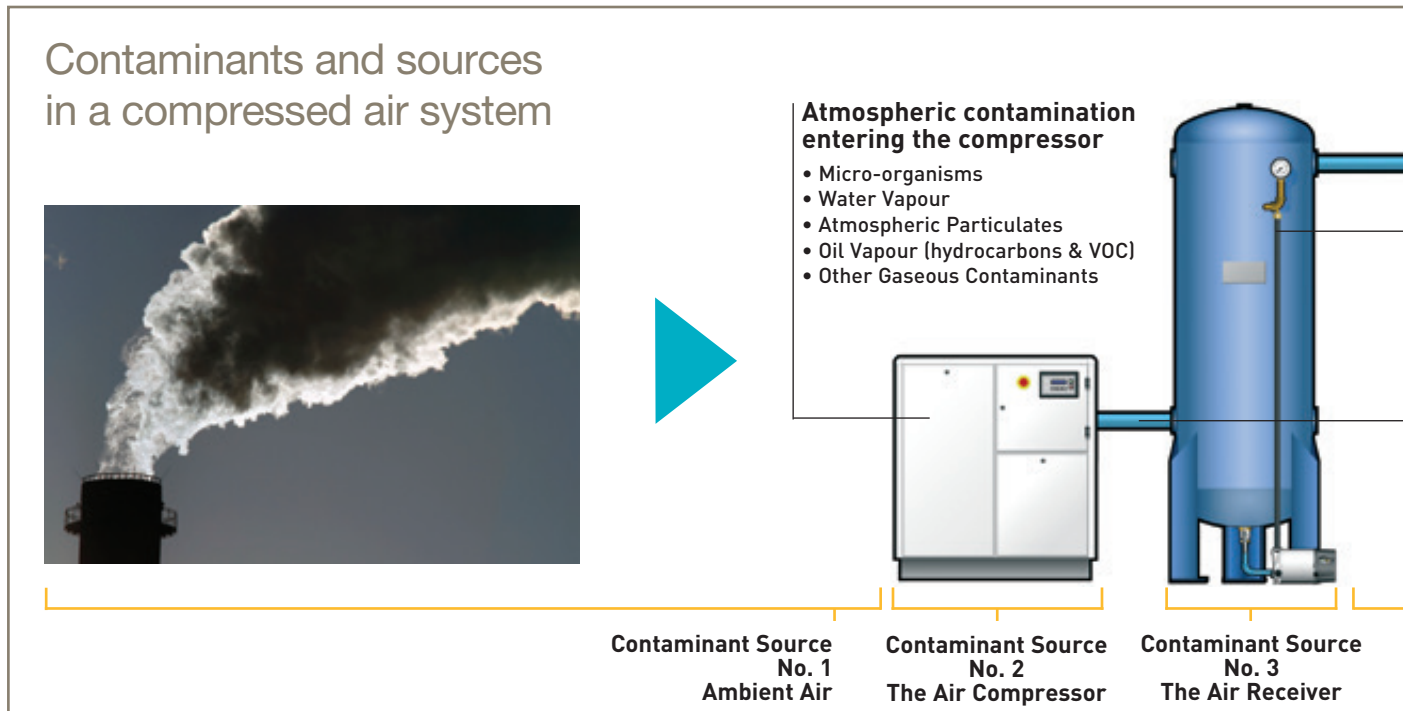 Contaminants and sources
in a compressed air system
Atmospheric contamination
entering the compressor
• Micro-organisms
• Water Vapour
• Atmospheric Particulates
• Oil Vapour (hydrocarbons & VOC)
• Other Gaseous Contaminants
Contaminant Source
No. 1
Ambient Air
Contaminant Source
No. 2
The Air Compressor
Contaminant Source
No. 3
The Air Receiver